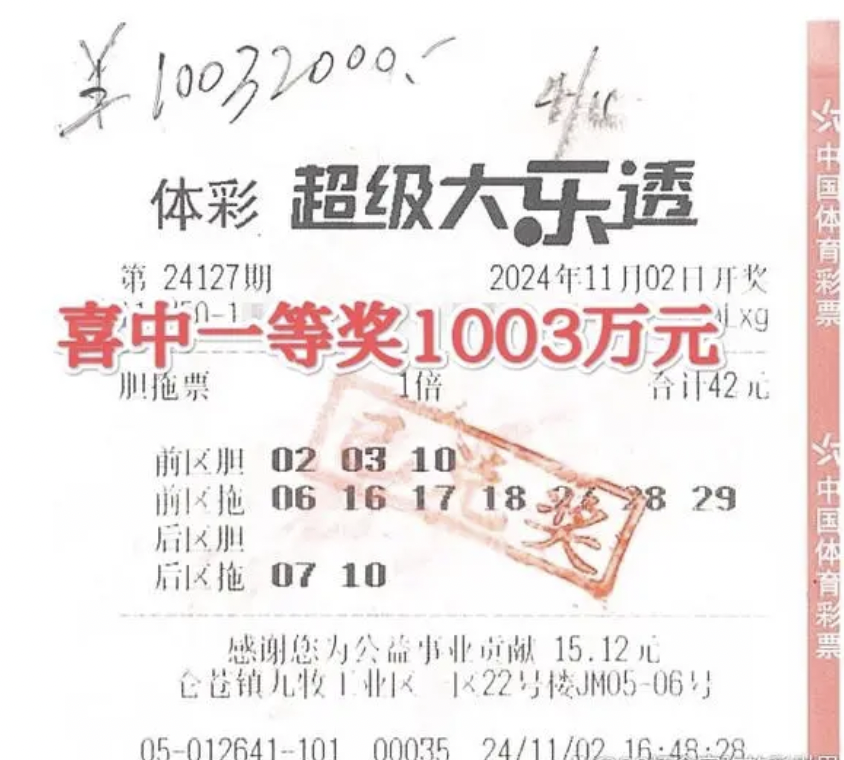 ¥10032000.-
体彩 超级大乐透
第 24127期 2024年11月02日开奖
喜中一等奖1003万元
胆拖票 1倍 合计42元
前区胆 02 03 10
前区拖 06 16 17 18 28 29
后区胆
后区拖 07 10
已兑奖
感谢您为公益事业贡献 15.12元
仓苍镇九牧工业区 区22号楼JM05-06号
05-012641-101 00035 24/11/02 16:48:28
中国体育彩票
中国体育彩票